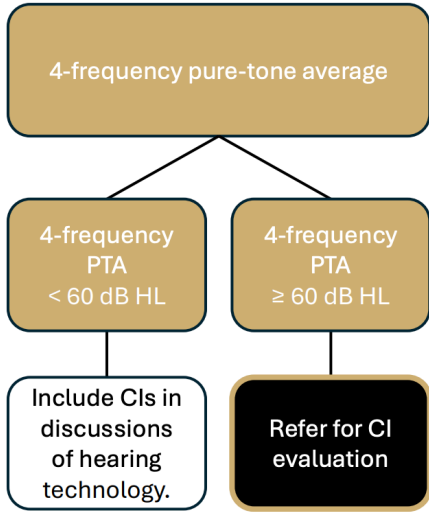 4-frequency pure-tone average
4-frequency
PTA
< 60 dB HL
4-frequency
PTA
≥ 60 dB HL
Include CIs in
discussions
of hearing
technology.
Refer for CI
evaluation